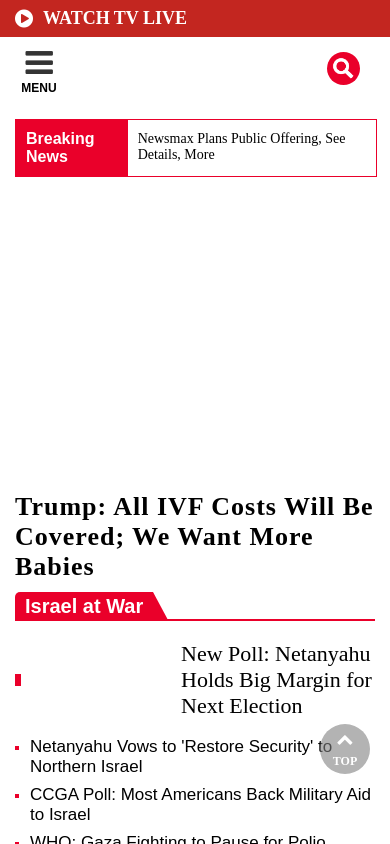 WATCH TV LIVE
MENU
Breaking
News
Newsmax Plans Public Offering, See
Details, More
Trump: All IVF Costs Will Be
Covered; We Want More
Babies
Israel at War
New Poll: Netanyahu
Holds Big Margin for
Next Election
Netanyahu Vows to 'Restore Security' to
Northern Israel
TOP
CCGA Poll: Most Americans Back Military Aid
to Israel
WHO: Gaza Fighting to Pause for Polio